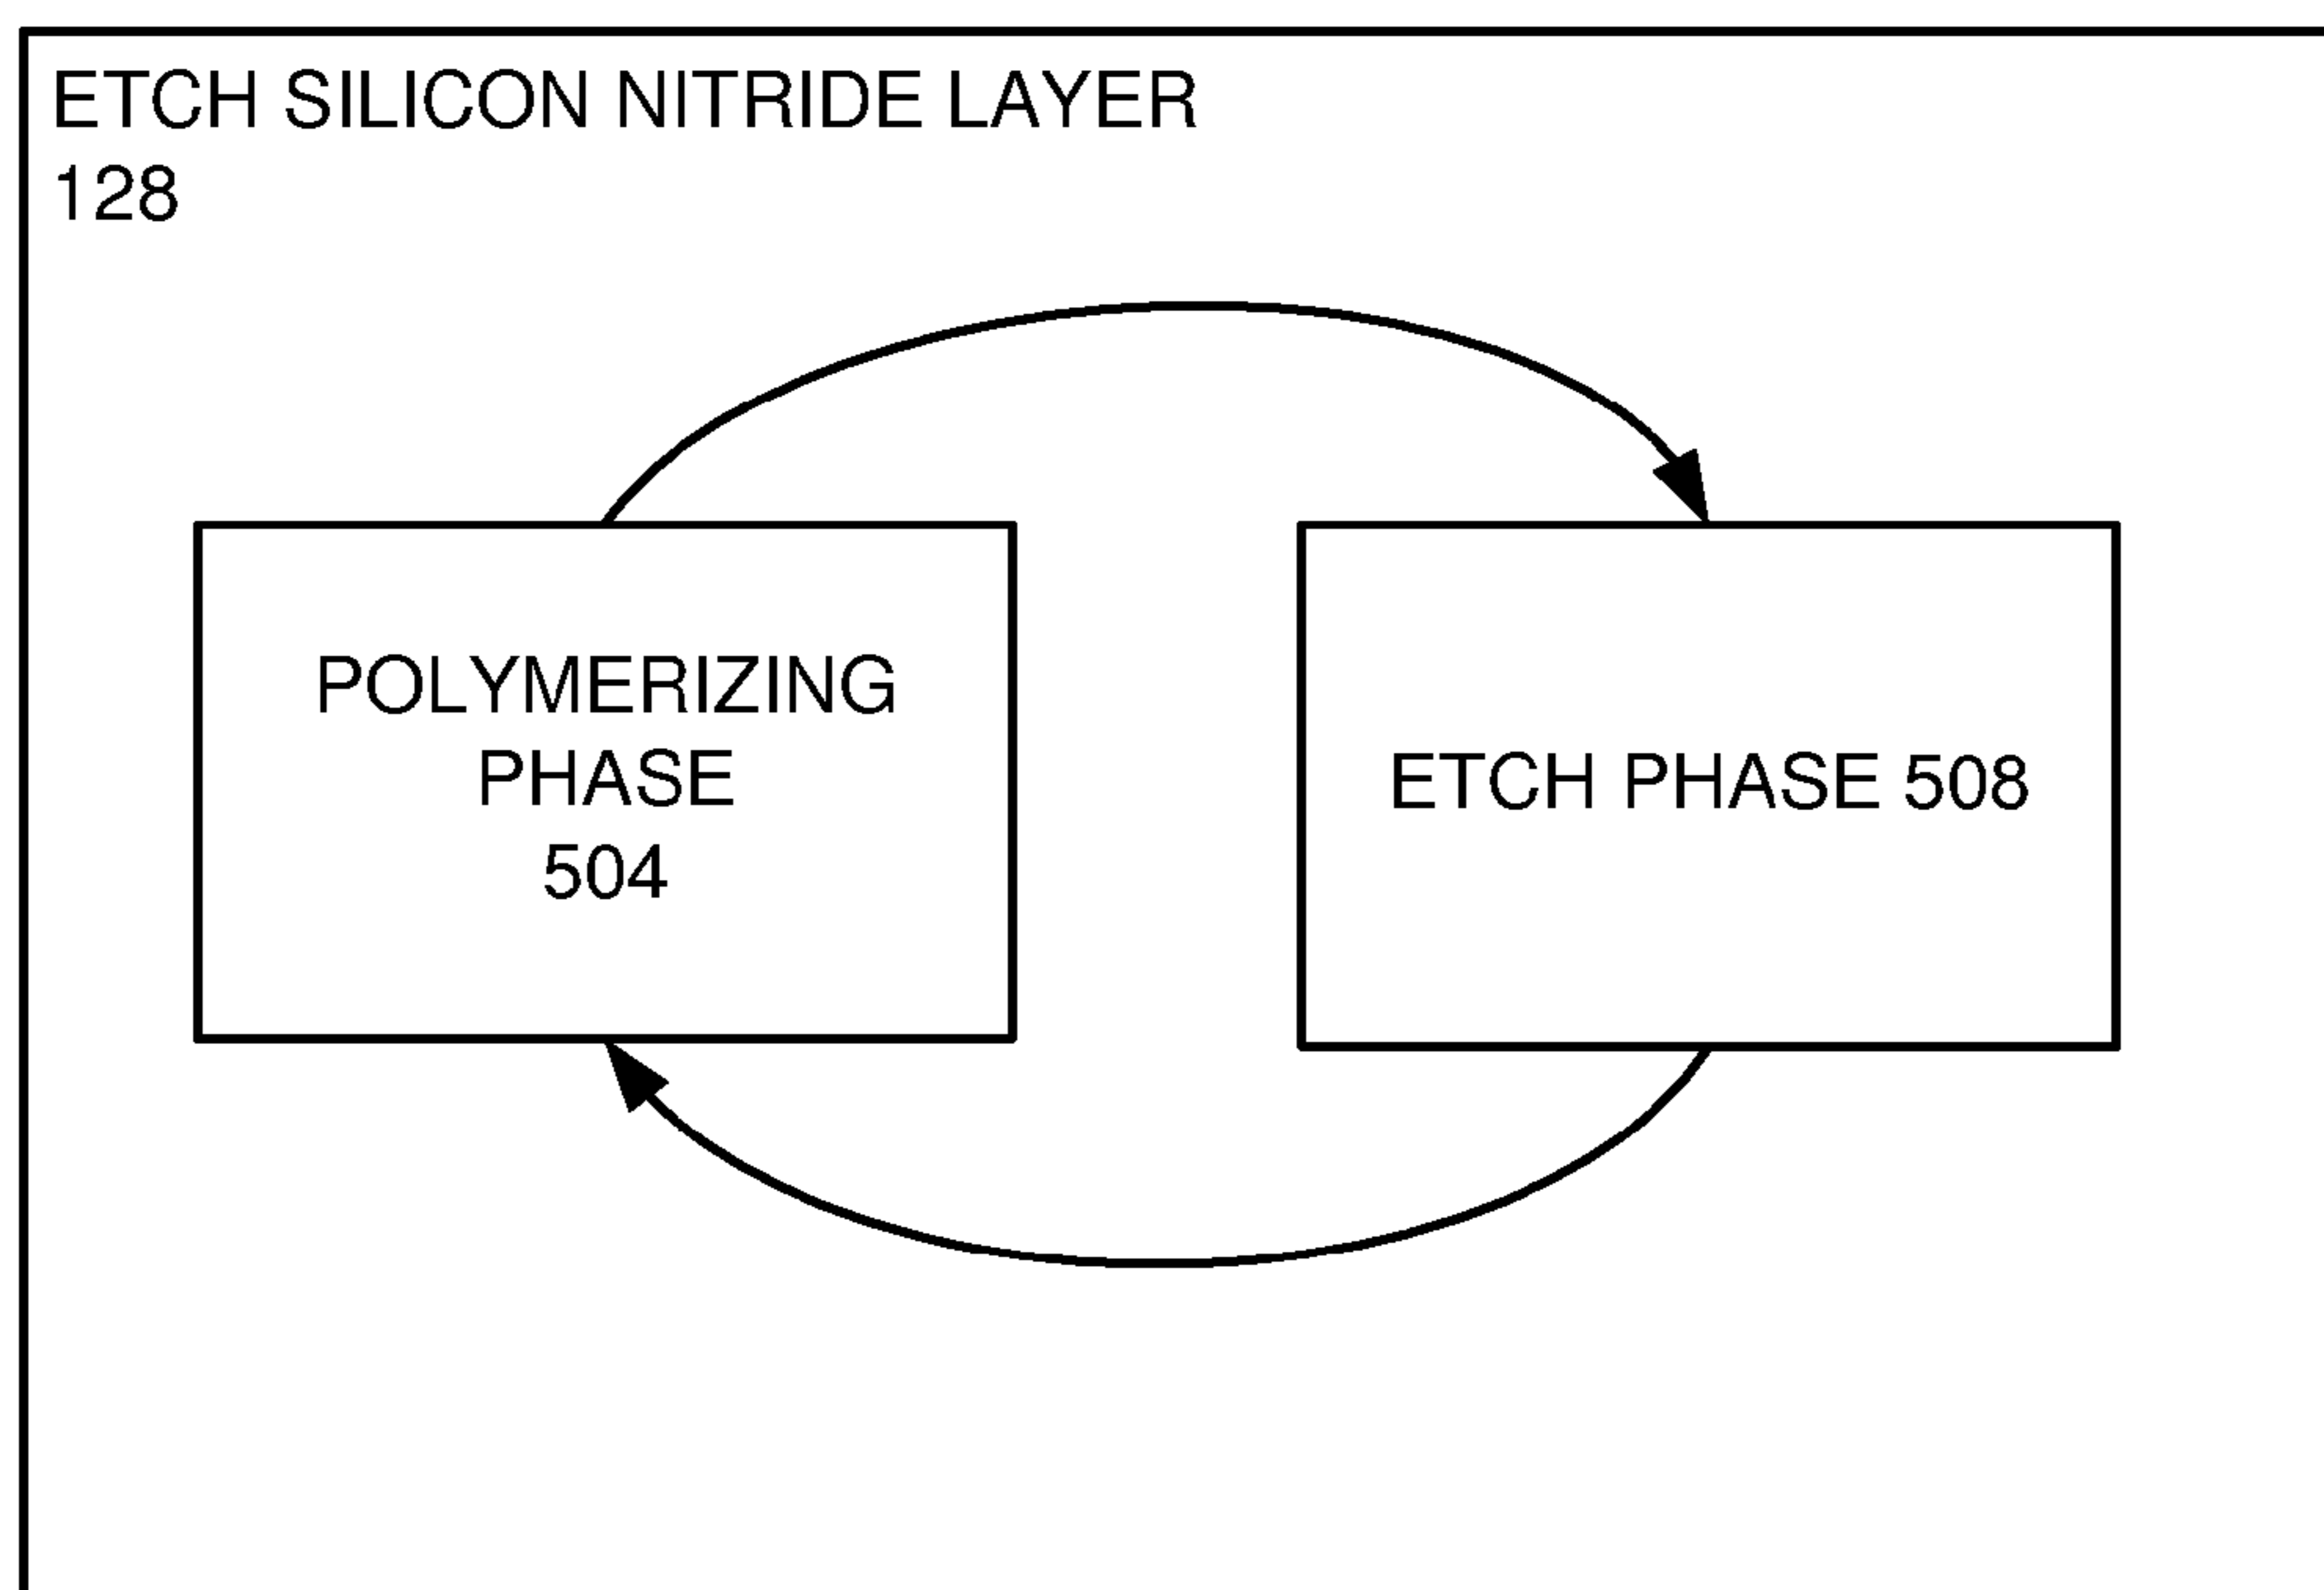 ETCH SILICON NITRIDE LAYER
128
POLYMERIZING
PHASE
504
ETCH PHASE 508